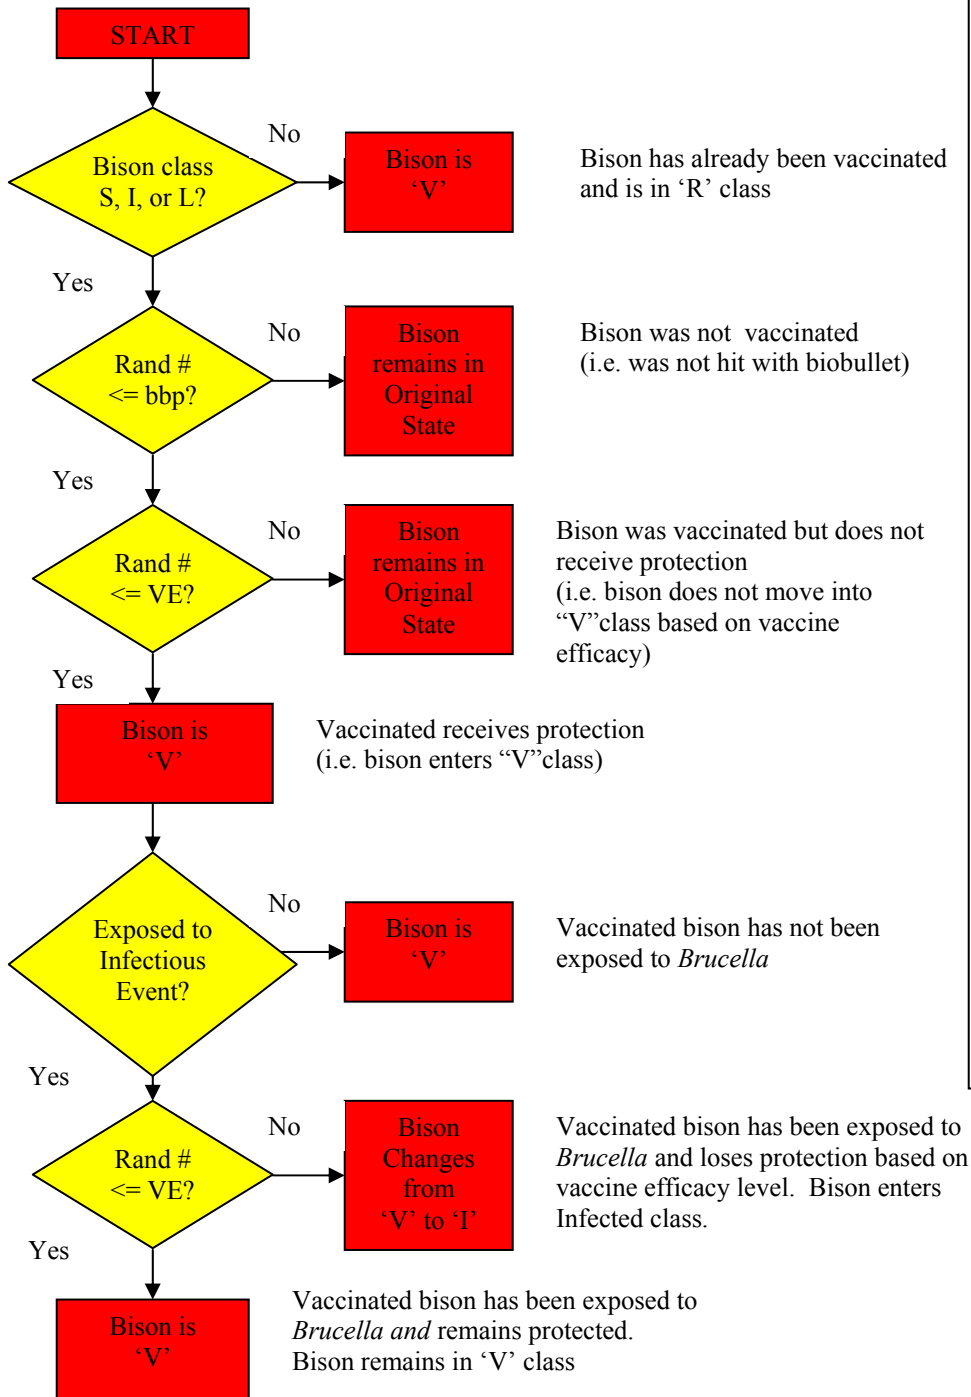 START
No
Bison class
S, I, or L?
Bison is
‘V’
Bison has already been vaccinated
and is in ‘R’ class
Yes
No
Rand #
<= bbp?
Bison
remains in
Original
State
Bison was not  vaccinated
(i.e. was not hit with biobullet)
Yes
No
Rand #
<= VE?
Bison
remains in
Original
State
Bison was vaccinated but does not
receive protection
(i.e. bison does not move into
“V”class based on vaccine
efficacy)
Yes
Bison is
‘V’
Vaccinated receives protection
(i.e. bison enters “V”class)
No
Exposed to
Infectious
Event?
Bison is
‘V’
Vaccinated bison has not been
exposed to Brucella
Yes
No
Rand #
<= VE?
Bison
Changes
from
‘V’ to ‘I’
Vaccinated bison has been exposed to
Brucella and loses protection based on
vaccine efficacy level.  Bison enters
Infected class.
Yes
Bison is
‘V’
Vaccinated bison has been exposed to
Brucella and remains protected.
Bison remains in ‘V’ class